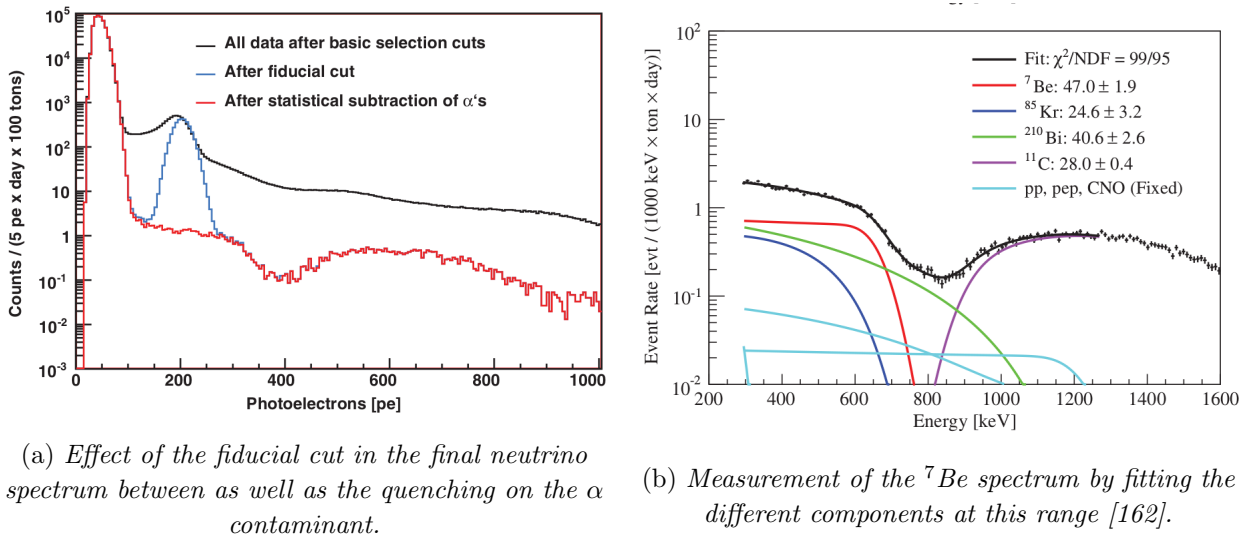 10^5
10^4
10^3
10^2
10
1
10^-1
10^-2
10^-3
Counts / (5 pe x day x 100 tons)
All data after basic selection cuts
After fiducial cut
After statistical subtraction of α's
0 200 400 600 800 1000
Photoelectrons [pe]
(a) Effect of the fiducial cut in the final neutrino
spectrum between as well as the quenching on the α
contaminant.
10^2
10
1
10^-1
10^-2
Event Rate [evt / (1000 keV × ton × day)]
Fit: χ²/NDF = 99/95
⁷Be: 47.0 ± 1.9
⁸⁵Kr: 24.6 ± 3.2
²¹⁰Bi: 40.6 ± 2.6
¹¹C: 28.0 ± 0.4
pp, pep, CNO (Fixed)
200 400 600 800 1000 1200 1400 1600
Energy [keV]
(b) Measurement of the ⁷Be spectrum by fitting the
different components at this range [162].